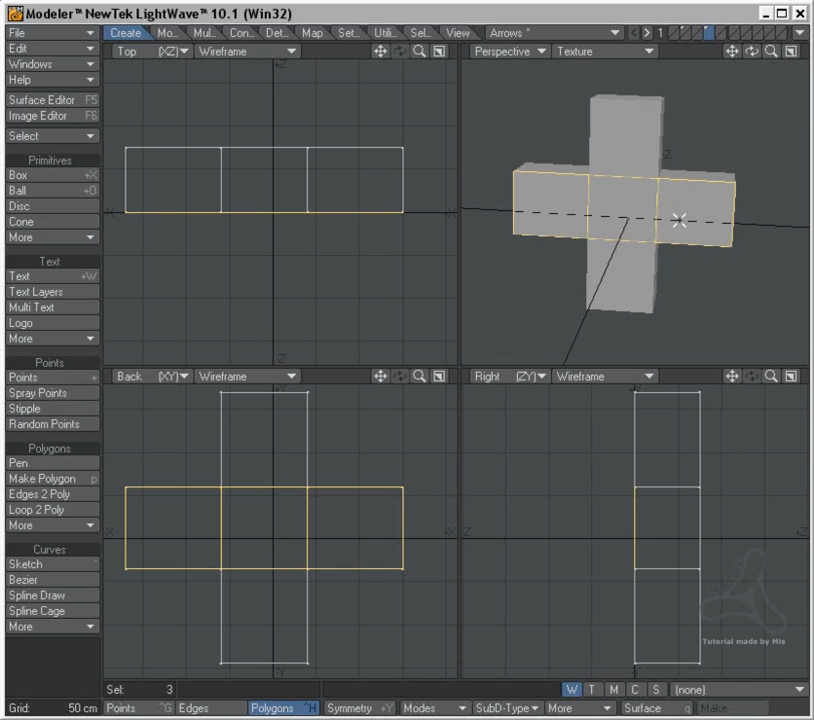 Modeler™ NewTek LightWave™ 10.1 (Win32)
File
Edit
Windows
Help
Surface Editor F5
Image Editor F6
Select
Primitives
Box +X
Ball +O
Disc
Cone
More
Text
Text +W
Text Layers
Multi Text
Logo
More
Points
Points +
Spray Points
Stipple
Random Points
Polygons
Pen
Make Polygon p
Edges 2 Poly
Loop 2 Poly
More
Curves
Sketch
Bezier
Spline Draw
Spline Cage
More
Create Mo... Mul... Con... Det... Map Set... Utili... Sel... View Arrows * 1
Top (XZ) Wireframe
Perspective Texture
Back (XY) Wireframe
Right (ZY) Wireframe
Tutorial made by Mis
Sel: 3 W T M C S (none)
Grid: 50 cm Points ^G Edges Polygons ^H Symmetry +Y Modes SubD-Type More Surface q Make